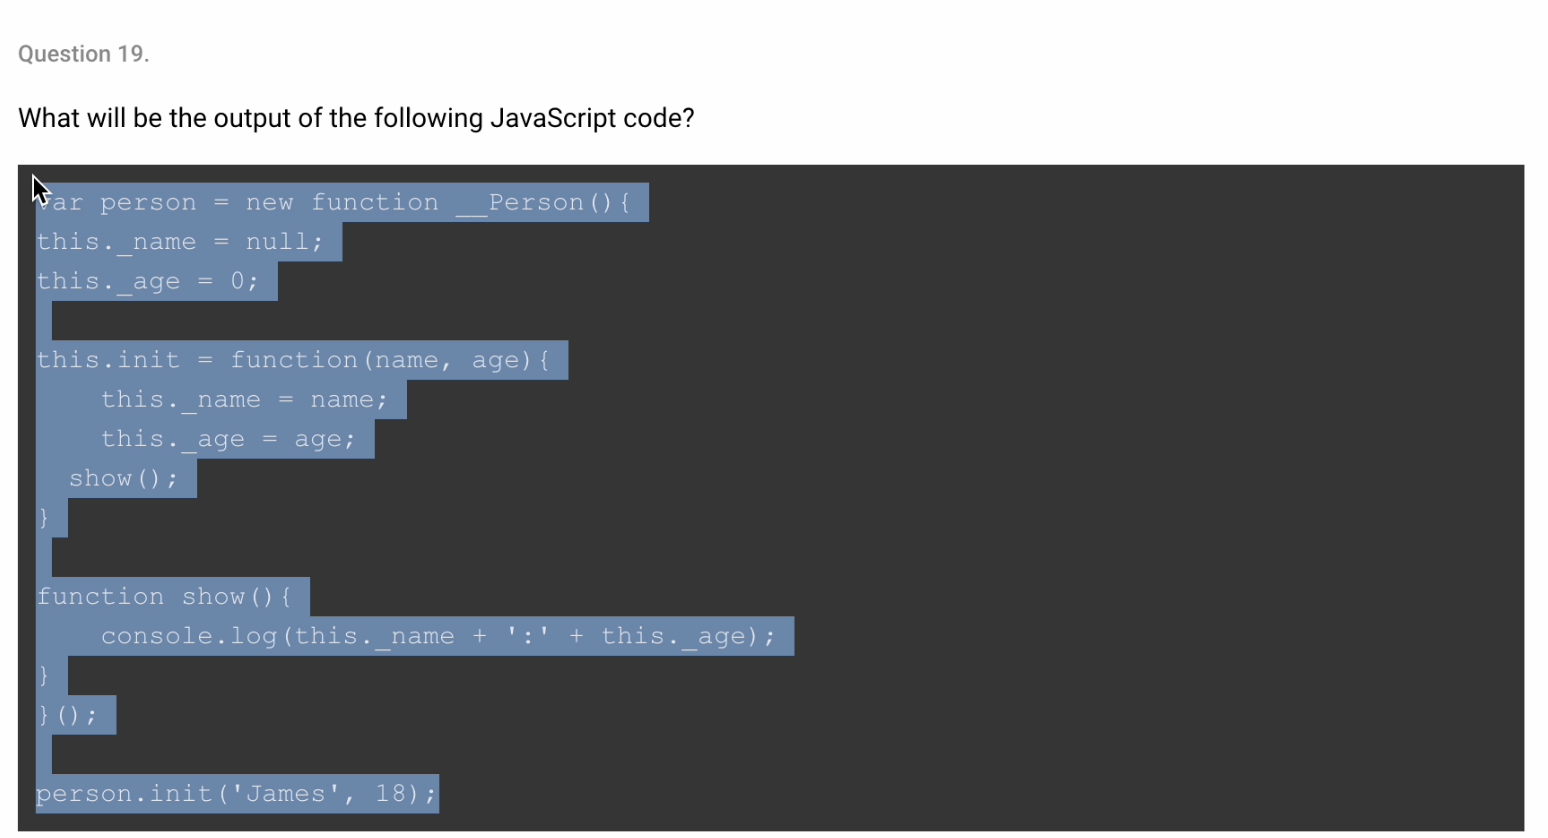 Question 19.
What will be the output of the following JavaScript code?
var person = new function __Person(){
this._name = null;
this._age = 0;
this.init = function(name, age){
this._name = name;
this._age = age;
show();
}
function show(){
console.log(this._name + ':' + this._age);
}
}();
person.init('James', 18);